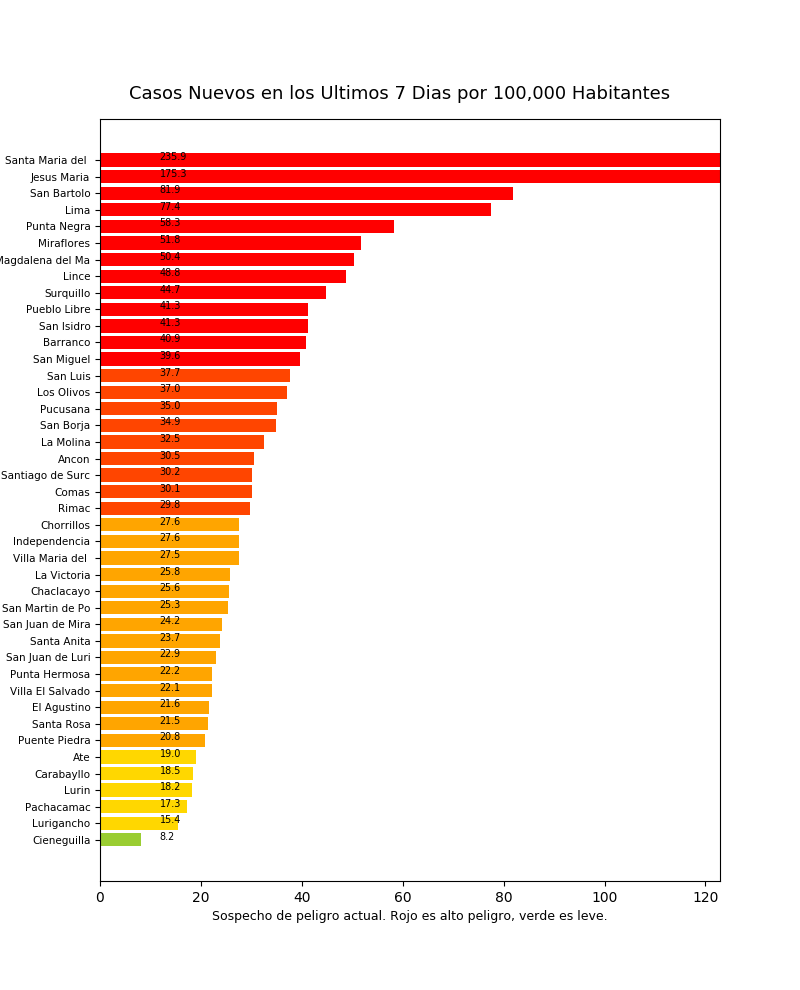 Casos Nuevos en los Ultimos 7 Dias por 100,000 Habitantes
Santa Maria del 235.9
Jesus Maria 175.3
San Bartolo 81.9
Lima 77.4
Punta Negra 58.3
Miraflores 51.8
Magdalena del Ma 50.4
Lince 48.8
Surquillo 44.7
Pueblo Libre 41.3
San Isidro 41.3
Barranco 40.9
San Miguel 39.6
San Luis 37.7
Los Olivos 37.0
Pucusana 35.0
San Borja 34.9
La Molina 32.5
Ancon 30.5
Santiago de Surc 30.2
Comas 30.1
Rimac 29.8
Chorrillos 27.6
Independencia 27.6
Villa Maria del 27.5
La Victoria 25.8
Chaclacayo 25.6
San Martin de Po 25.3
San Juan de Mira 24.2
Santa Anita 23.7
San Juan de Luri 22.9
Punta Hermosa 22.2
Villa El Salvado 22.1
El Agustino 21.6
Santa Rosa 21.5
Puente Piedra 20.8
Ate 19.0
Carabayllo 18.5
Lurin 18.2
Pachacamac 17.3
Lurigancho 15.4
Cieneguilla 8.2
0 20 40 60 80 100 120
Sospecho de peligro actual. Rojo es alto peligro, verde es leve.